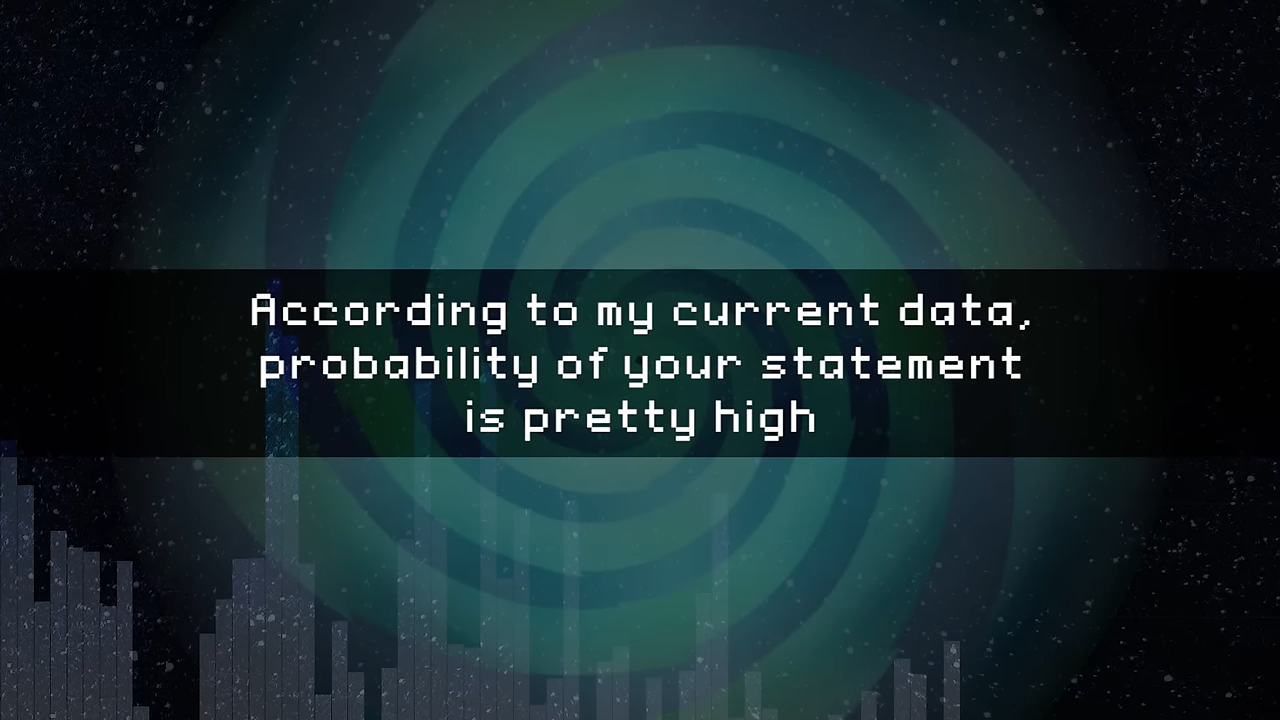 According to my current data,
probability of your statement
is pretty high